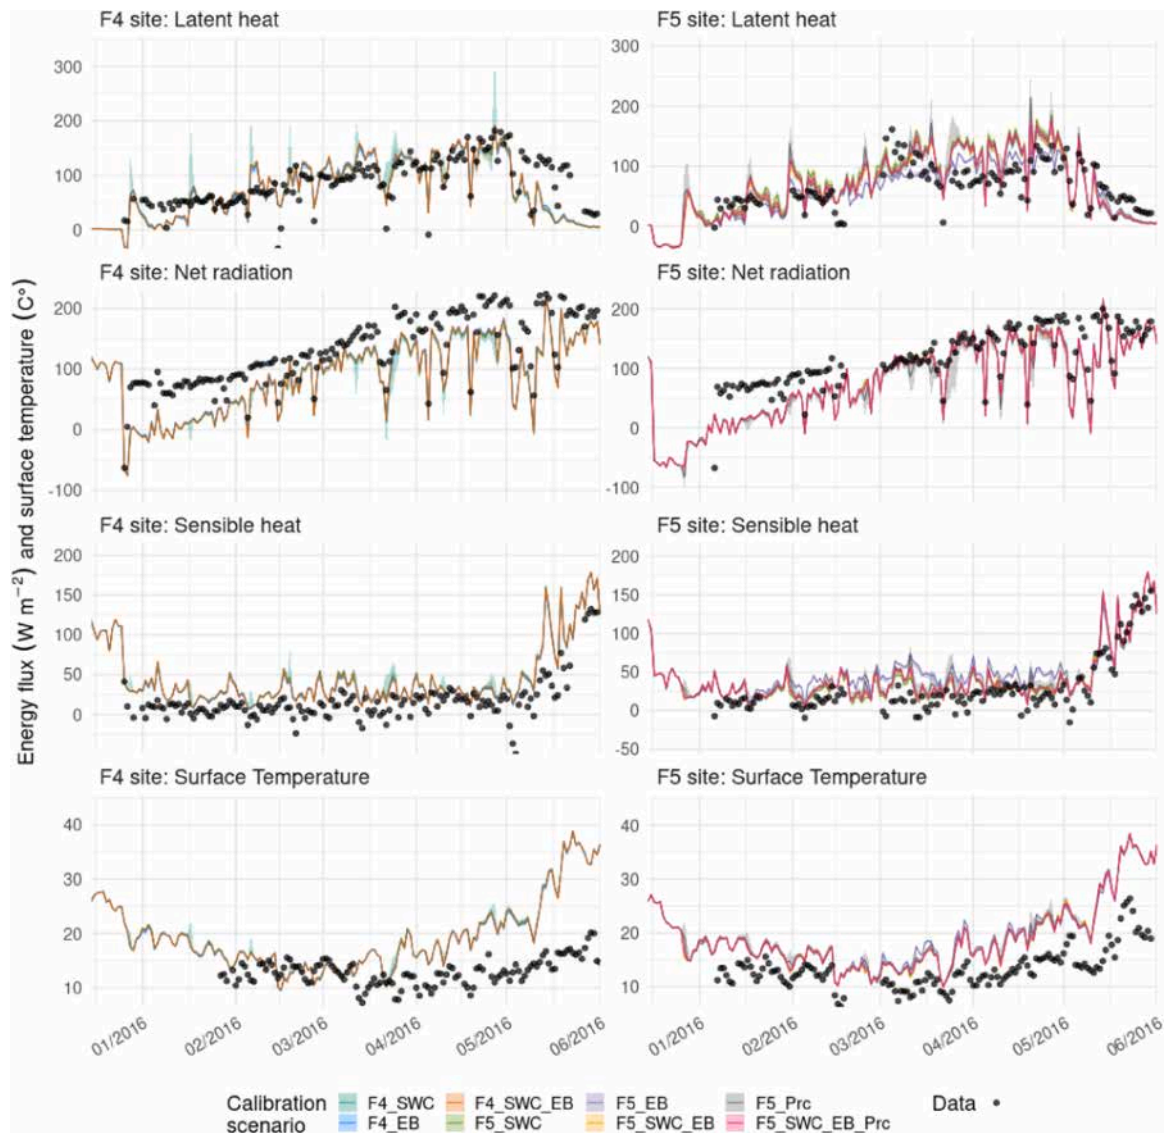 F4 site: Latent heat
F5 site: Latent heat
300
200
100
0
300
200
100
0
F4 site: Net radiation
F5 site: Net radiation
200
100
0
-100
200
100
0
-100
F4 site: Sensible heat
F5 site: Sensible heat
200
150
100
50
0
200
150
100
50
0
-50
F4 site: Surface Temperature
F5 site: Surface Temperature
40
30
20
10
40
30
20
10
Energy flux (W m⁻²) and surface temperature (C°)
01/2016
02/2016
03/2016
04/2016
05/2016
06/2016
01/2016
02/2016
03/2016
04/2016
05/2016
06/2016
Calibration
scenario
F4_SWC
F4_SWC_EB
F5_EB
F5_Prc
F4_EB
F5_SWC
F5_SWC_EB
F5_SWC_EB_Prc
Data